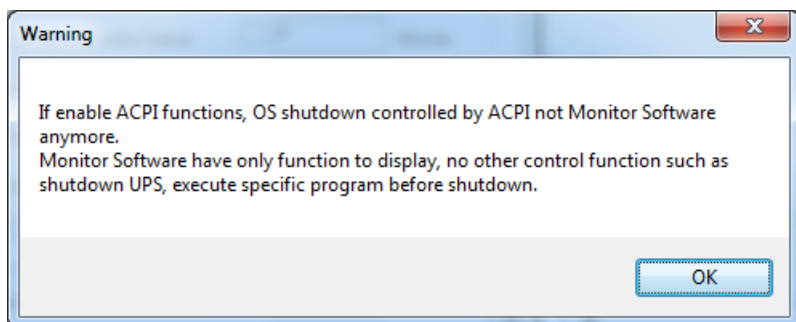 Warning
If enable ACPI functions, OS shutdown controlled by ACPI not Monitor Software
anymore.
Monitor Software have only function to display, no other control function such as
shutdown UPS, execute specific program before shutdown.
OK